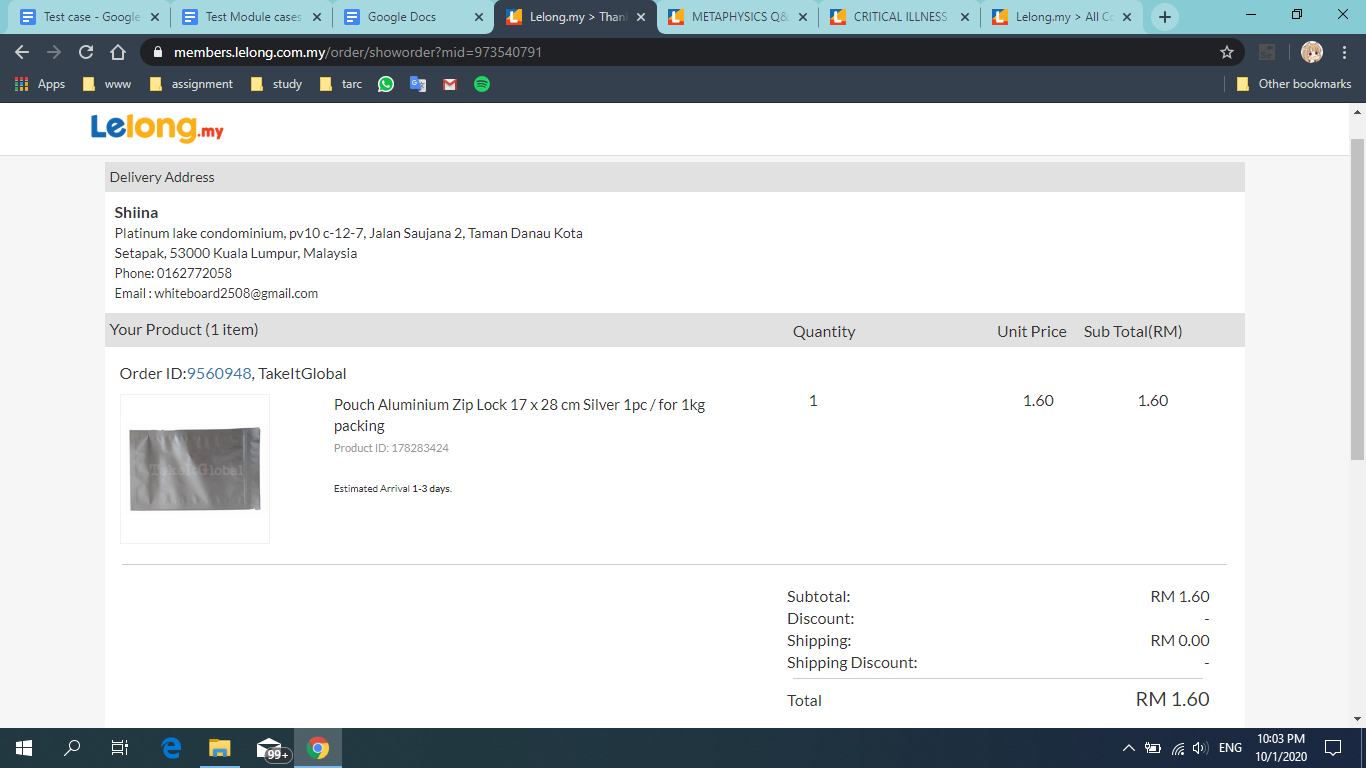 Test case - Google
Test Module cases
Google Docs
Lelong.my > Than
METAPHYSICS Q&
CRITICAL ILLNESS
Lelong.my > All Co
members.lelong.com.my/order/showorder?mid=973540791
Apps
www
assignment
study
tarc
Other bookmarks
Lelong.my
Delivery Address
Shiina
Platinum lake condominium, pv10 c-12-7, Jalan Saujana 2, Taman Danau Kota
Setapak, 53000 Kuala Lumpur, Malaysia
Phone: 0162772058
Email : whiteboard2508@gmail.com
Your Product (1 item) Quantity Unit Price Sub Total(RM)
Order ID:9560948, TakeItGlobal
Pouch Aluminium Zip Lock 17 x 28 cm Silver 1pc / for 1kg 1 1.60 1.60
packing
Product ID: 178283424
TakeItGlobal
Estimated Arrival 1-3 days.
Subtotal: RM 1.60
Discount: -
Shipping: RM 0.00
Shipping Discount: -
Total RM 1.60
99+
ENG
10:03 PM
10/1/2020